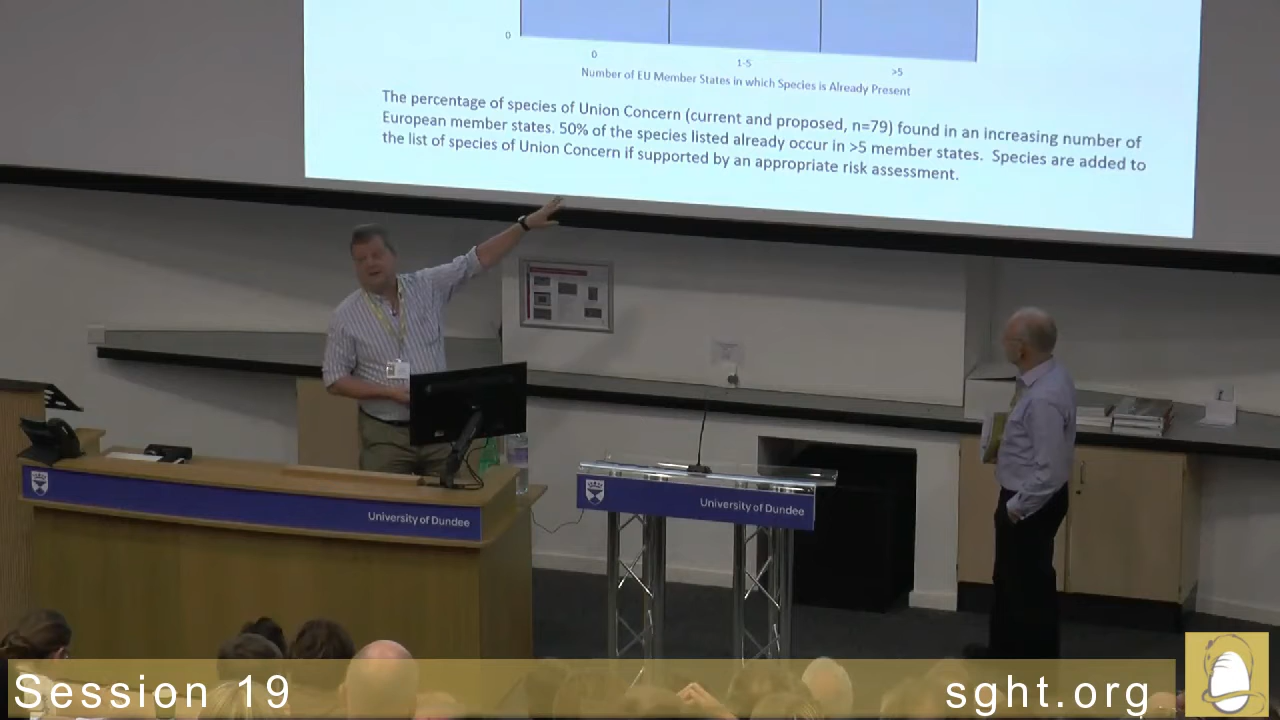 0
0
1-5
>5
Number of EU Member States in which Species is Already Present
The percentage of species of Union Concern (current and proposed, n=79) found in an increasing number of
European member states. 50% of the species listed already occur in >5 member states. Species are added to
the list of species of Union Concern if supported by an appropriate risk assessment.
University of Dundee
University of Dundee
Session 19
sght.org